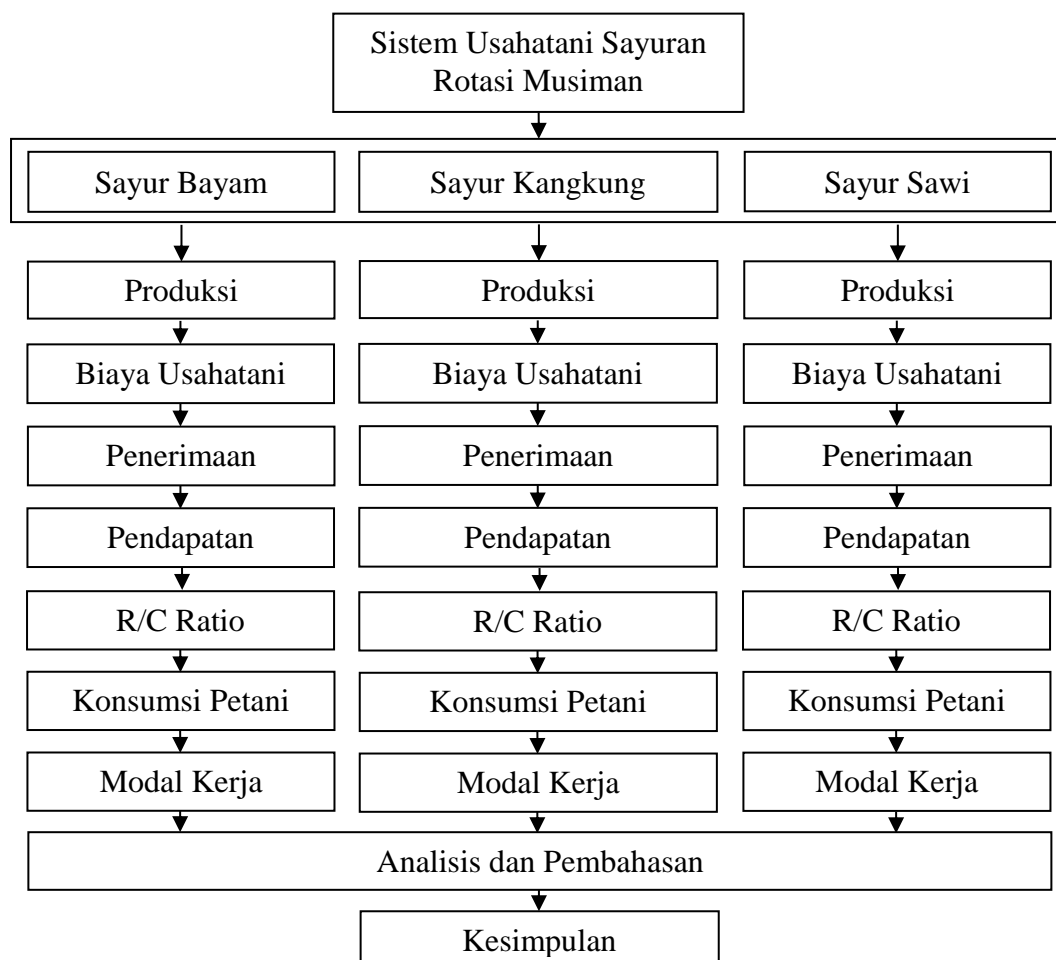 Sistem Usahatani Sayuran
Rotasi Musiman
Sayur Bayam
Sayur Kangkung
Sayur Sawi
Produksi
Produksi
Produksi
Biaya Usahatani
Biaya Usahatani
Biaya Usahatani
Penerimaan
Penerimaan
Penerimaan
Pendapatan
Pendapatan
Pendapatan
R/C Ratio
R/C Ratio
R/C Ratio
Konsumsi Petani
Konsumsi Petani
Konsumsi Petani
Modal Kerja
Modal Kerja
Modal Kerja
Analisis dan Pembahasan
Kesimpulan